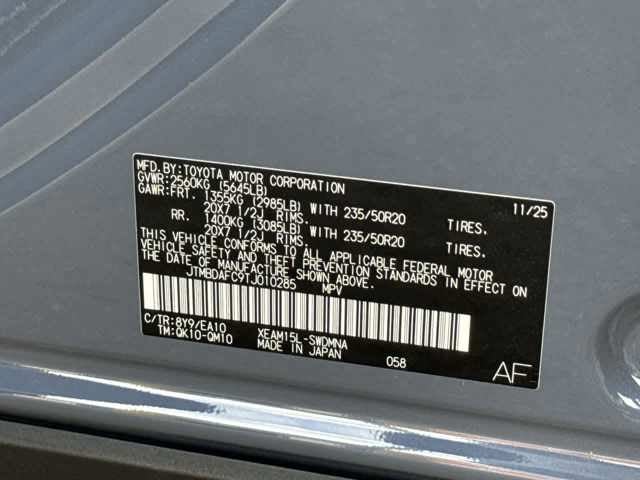 MFD.BY:TOYOTA MOTOR CORPORATION 11/25
GVWR:2560KG (5645LB)
GAWR:FRT. 1355KG (2985LB) WITH 235/50R20 TIRES.
20X7 1/2J RIMS.
RR. 1400KG (3085LB) WITH 235/50R20 TIRES.
20X7 1/2J RIMS.
THIS VEHICLE CONFORMS TO ALL APPLICABLE FEDERAL MOTOR
VEHICLE SAFETY AND THEFT PREVENTION STANDARDS IN EFFECT ON
THE DATE OF MANUFACTURE SHOWN ABOVE.
JTMBDAFC9TJ010285 MPV
C/TR:8Y9/EA10 XEAM15L-SWDMNA
TM:QK10-QM10 MADE IN JAPAN 058
AF